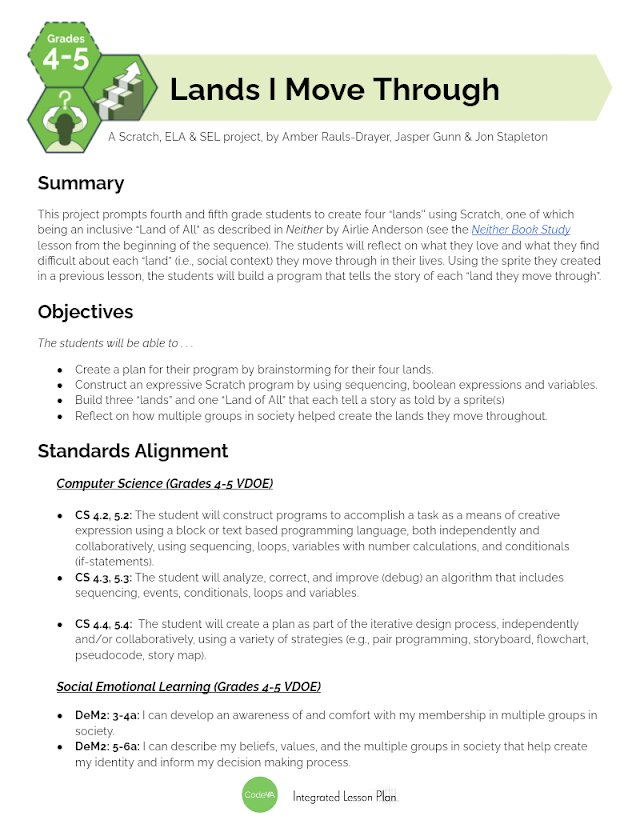 Grades
4-5
?
Lands I Move Through
A Scratch, ELA & SEL project, by Amber Rauls-Drayer, Jasper Gunn & Jon Stapleton
Summary
This project prompts fourth and fifth grade students to create four “lands” using Scratch, one of which
being an inclusive “Land of All” as described in Neither by Airlie Anderson (see the Neither Book Study
lesson from the beginning of the sequence). The students will reflect on what they love and what they find
difficult about each “land” (i.e., social context) they move through in their lives. Using the sprite they created
in a previous lesson, the students will build a program that tells the story of each “land they move through”.
Objectives
The students will be able to . . .
● Create a plan for their program by brainstorming for their four lands.
● Construct an expressive Scratch program by using sequencing, boolean expressions and variables.
● Build three “lands” and one “Land of All” that each tell a story as told by a sprite(s)
● Reflect on how multiple groups in society helped create the lands they move throughout.
Standards Alignment
Computer Science (Grades 4-5 VDOE)
● CS 4.2, 5.2: The student will construct programs to accomplish a task as a means of creative
expression using a block or text based programming language, both independently and
collaboratively, using sequencing, loops, variables with number calculations, and conditionals
(if-statements).
● CS 4.3, 5.3: The student will analyze, correct, and improve (debug) an algorithm that includes
sequencing, events, conditionals, loops and variables.
● CS 4.4, 5.4: The student will create a plan as part of the iterative design process, independently
and/or collaboratively, using a variety of strategies (e.g., pair programming, storyboard, flowchart,
pseudocode, story map).
Social Emotional Learning (Grades 4-5 VDOE)
● DeM2: 3-4a: I can develop an awareness of and comfort with my membership in multiple groups in
society.
● DeM2: 5-6a: I can describe my beliefs, values, and the multiple groups in society that help create
my identity and inform my decision making process.
CodeVA
Integrated Lesson Plan